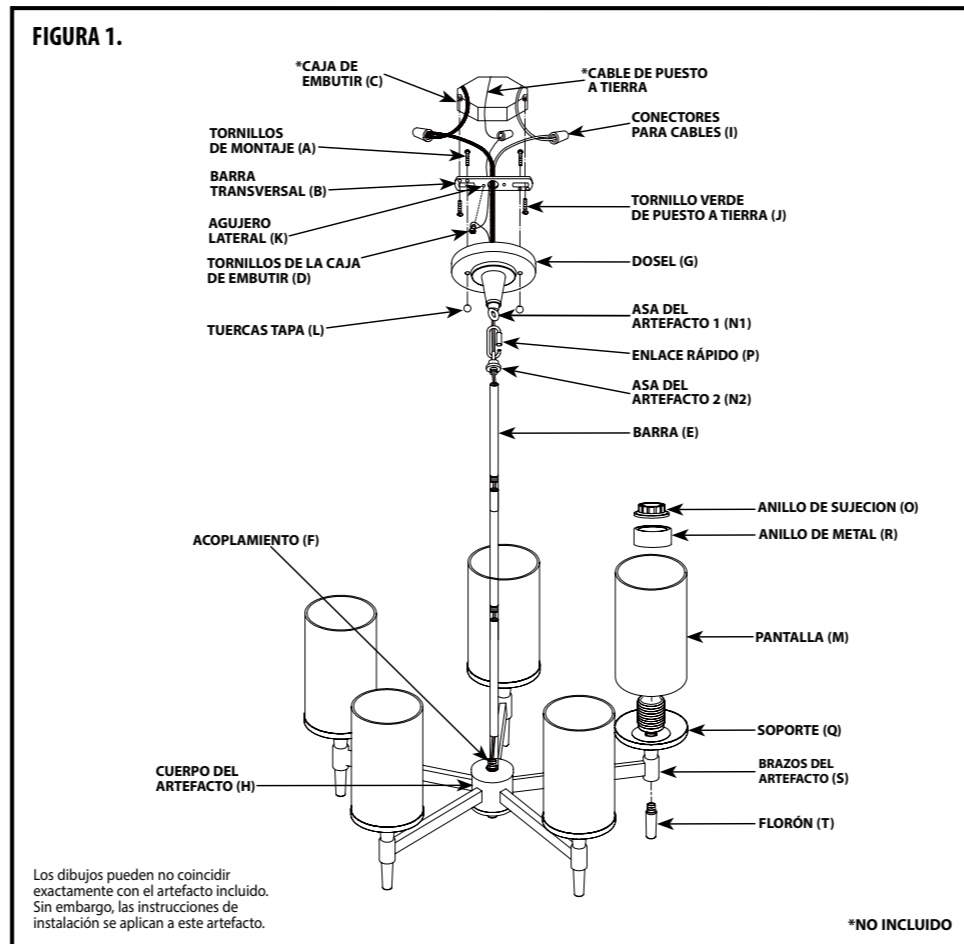 FIGURA 1.
*CAJA DE
EMBUTIR (C)
*CABLE DE PUESTO
A TIERRA
TORNILLOS
DE MONTAJE (A)
CONECTORES
PARA CABLES (I)
BARRA
TRANSVERSAL (B)
AGUJERO
LATERAL (K)
TORNILLO VERDE
DE PUESTO A TIERRA (J)
TORNILLOS DE LA CAJA
DE EMBUTIR (D)
DOSEL (G)
TUERCAS TAPA (L)
ASA DEL
ARTEFACTO 1 (N1)
ENLACE RÁPIDO (P)
ASA DEL
ARTEFACTO 2 (N2)
BARRA (E)
ANILLO DE SUJECION (O)
ANILLO DE METAL (R)
ACOPLAMIENTO (F)
PANTALLA (M)
SOPORTE (Q)
CUERPO DEL
ARTEFACTO (H)
BRAZOS DEL
ARTEFACTO (S)
FLORÓN (T)
Los dibujos pueden no coincidir
exactamente con el artefacto incluido.
Sin embargo, las instrucciones de
instalación se aplican a este artefacto.
*NO INCLUIDO